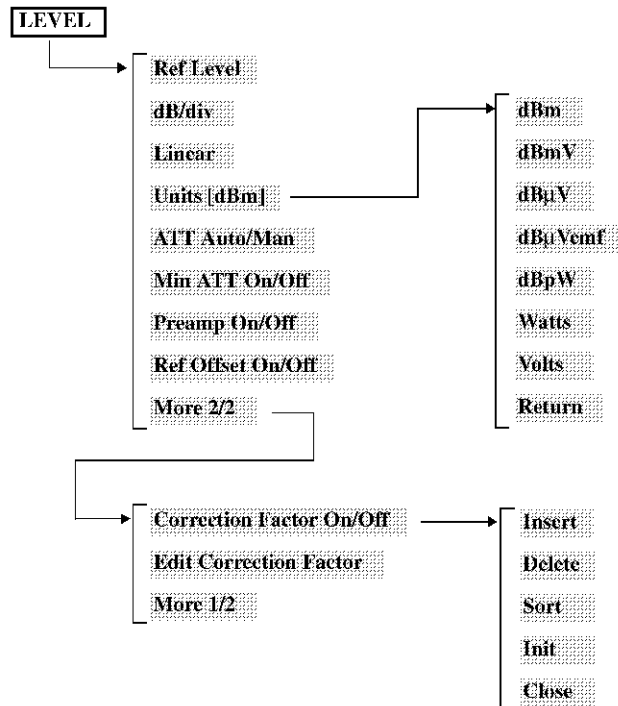 LEVEL
Ref Level
dB/div
Linear
Units [dBm]
ATT Auto/Man
Min ATT On/Off
Preamp On/Off
Ref Offset On/Off
More 2/2
dBm
dBmV
dBµV
dBµVemf
dBpW
Watts
Volts
Return
Correction Factor On/Off
Edit Correction Factor
More 1/2
Insert
Delete
Sort
Init
Close